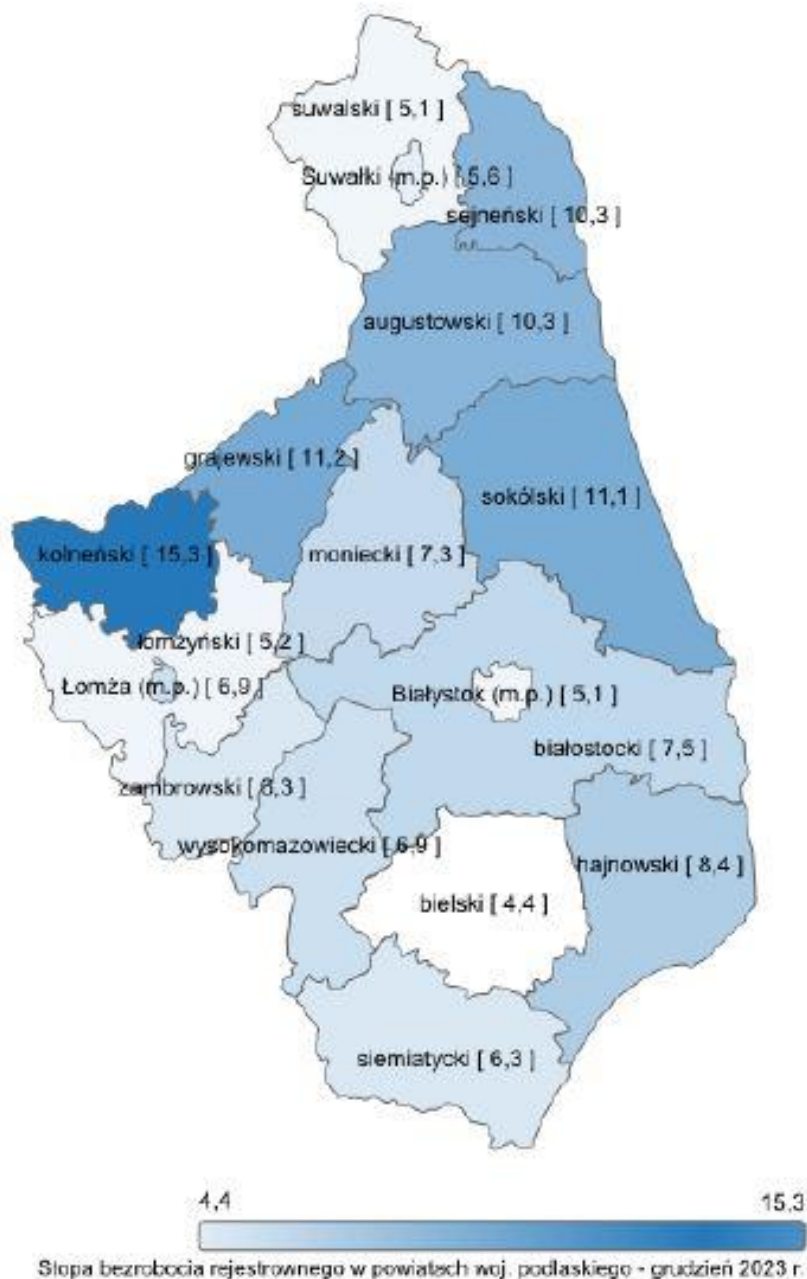 suwalski [ 5,1 ]
Suwałki (m.p.) [ 5,6 ]
sejneński [ 10,3 ]
augustowski [ 10,3 ]
grajewski [ 11,2 ]
sokólski [ 11,1 ]
kolneński [ 15,3 ]
moniecki [ 7,3 ]
łomżyński [ 5,2 ]
Łomża (m.p.) [ 6,9 ]
Białystok (m.p.) [ 5,1 ]
białostocki [ 7,5 ]
zambrowski [ 6,3 ]
wysokomazowiecki [ 6,9 ]
hajnowski [ 8,4 ]
bielski [ 4,4 ]
siemiatycki [ 6,3 ]
4,4 15,3
Stopa bezrobocia rejestrownego w powiatach woj. podlaskiego - grudzień 2023 r.